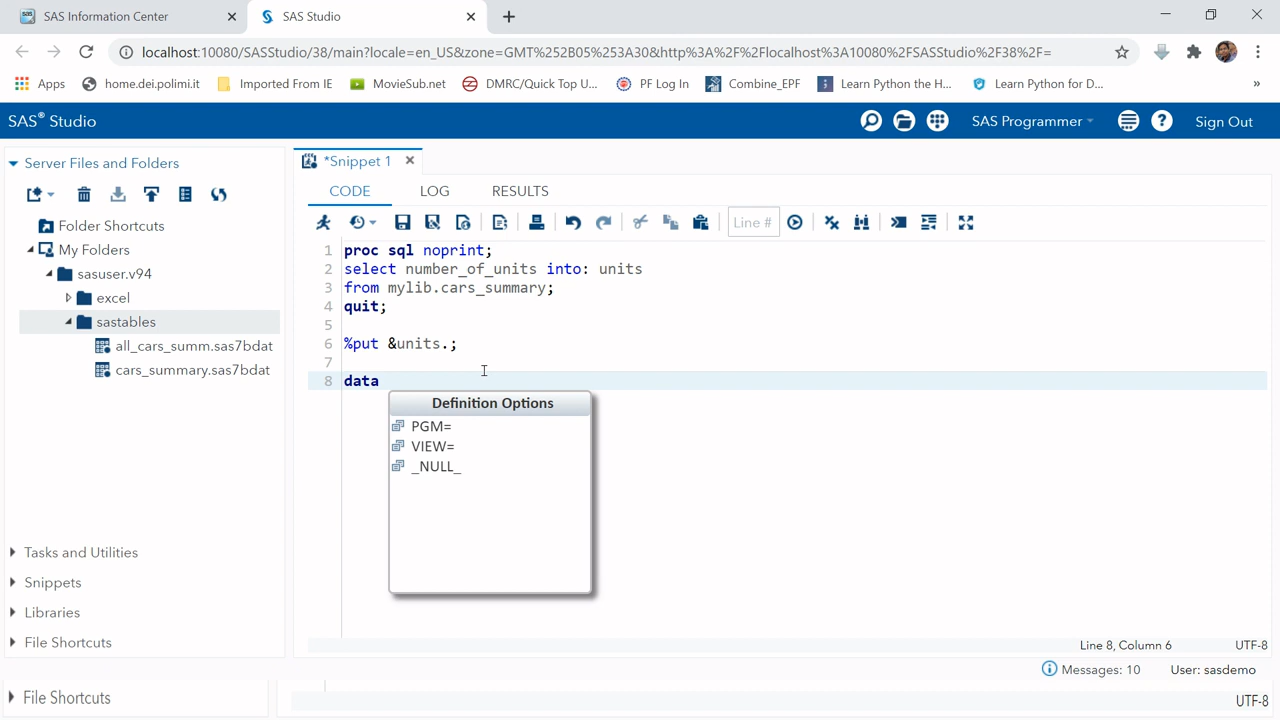 SAS Information Center
SAS Studio
localhost:10080/SASStudio/38/main?locale=en_US&zone=GMT%252B05%253A30&http%3A%2F%2Flocalhost%3A10080%2FSASStudio%2F38%2F=
Apps home.dei.polimi.it Imported From IE MovieSub.net DMRC/Quick Top U... PF Log In Combine_EPF Learn Python the H... Learn Python for D... »
SAS® Studio SAS Programmer Sign Out
Server Files and Folders
*Snippet 1
CODE LOG RESULTS
Line #
Folder Shortcuts
My Folders
sasuser.v94
excel
sastables
all_cars_summ.sas7bdat
cars_summary.sas7bdat
Tasks and Utilities
Snippets
Libraries
File Shortcuts
1 proc sql noprint;
2 select number_of_units into: units
3 from mylib.cars_summary;
4 quit;
5
6 %put &units.;
7
8 data
Definition Options
PGM=
VIEW=
_NULL_
Line 8, Column 6 UTF-8
Messages: 10 User: sasdemo
File Shortcuts
UTF-8